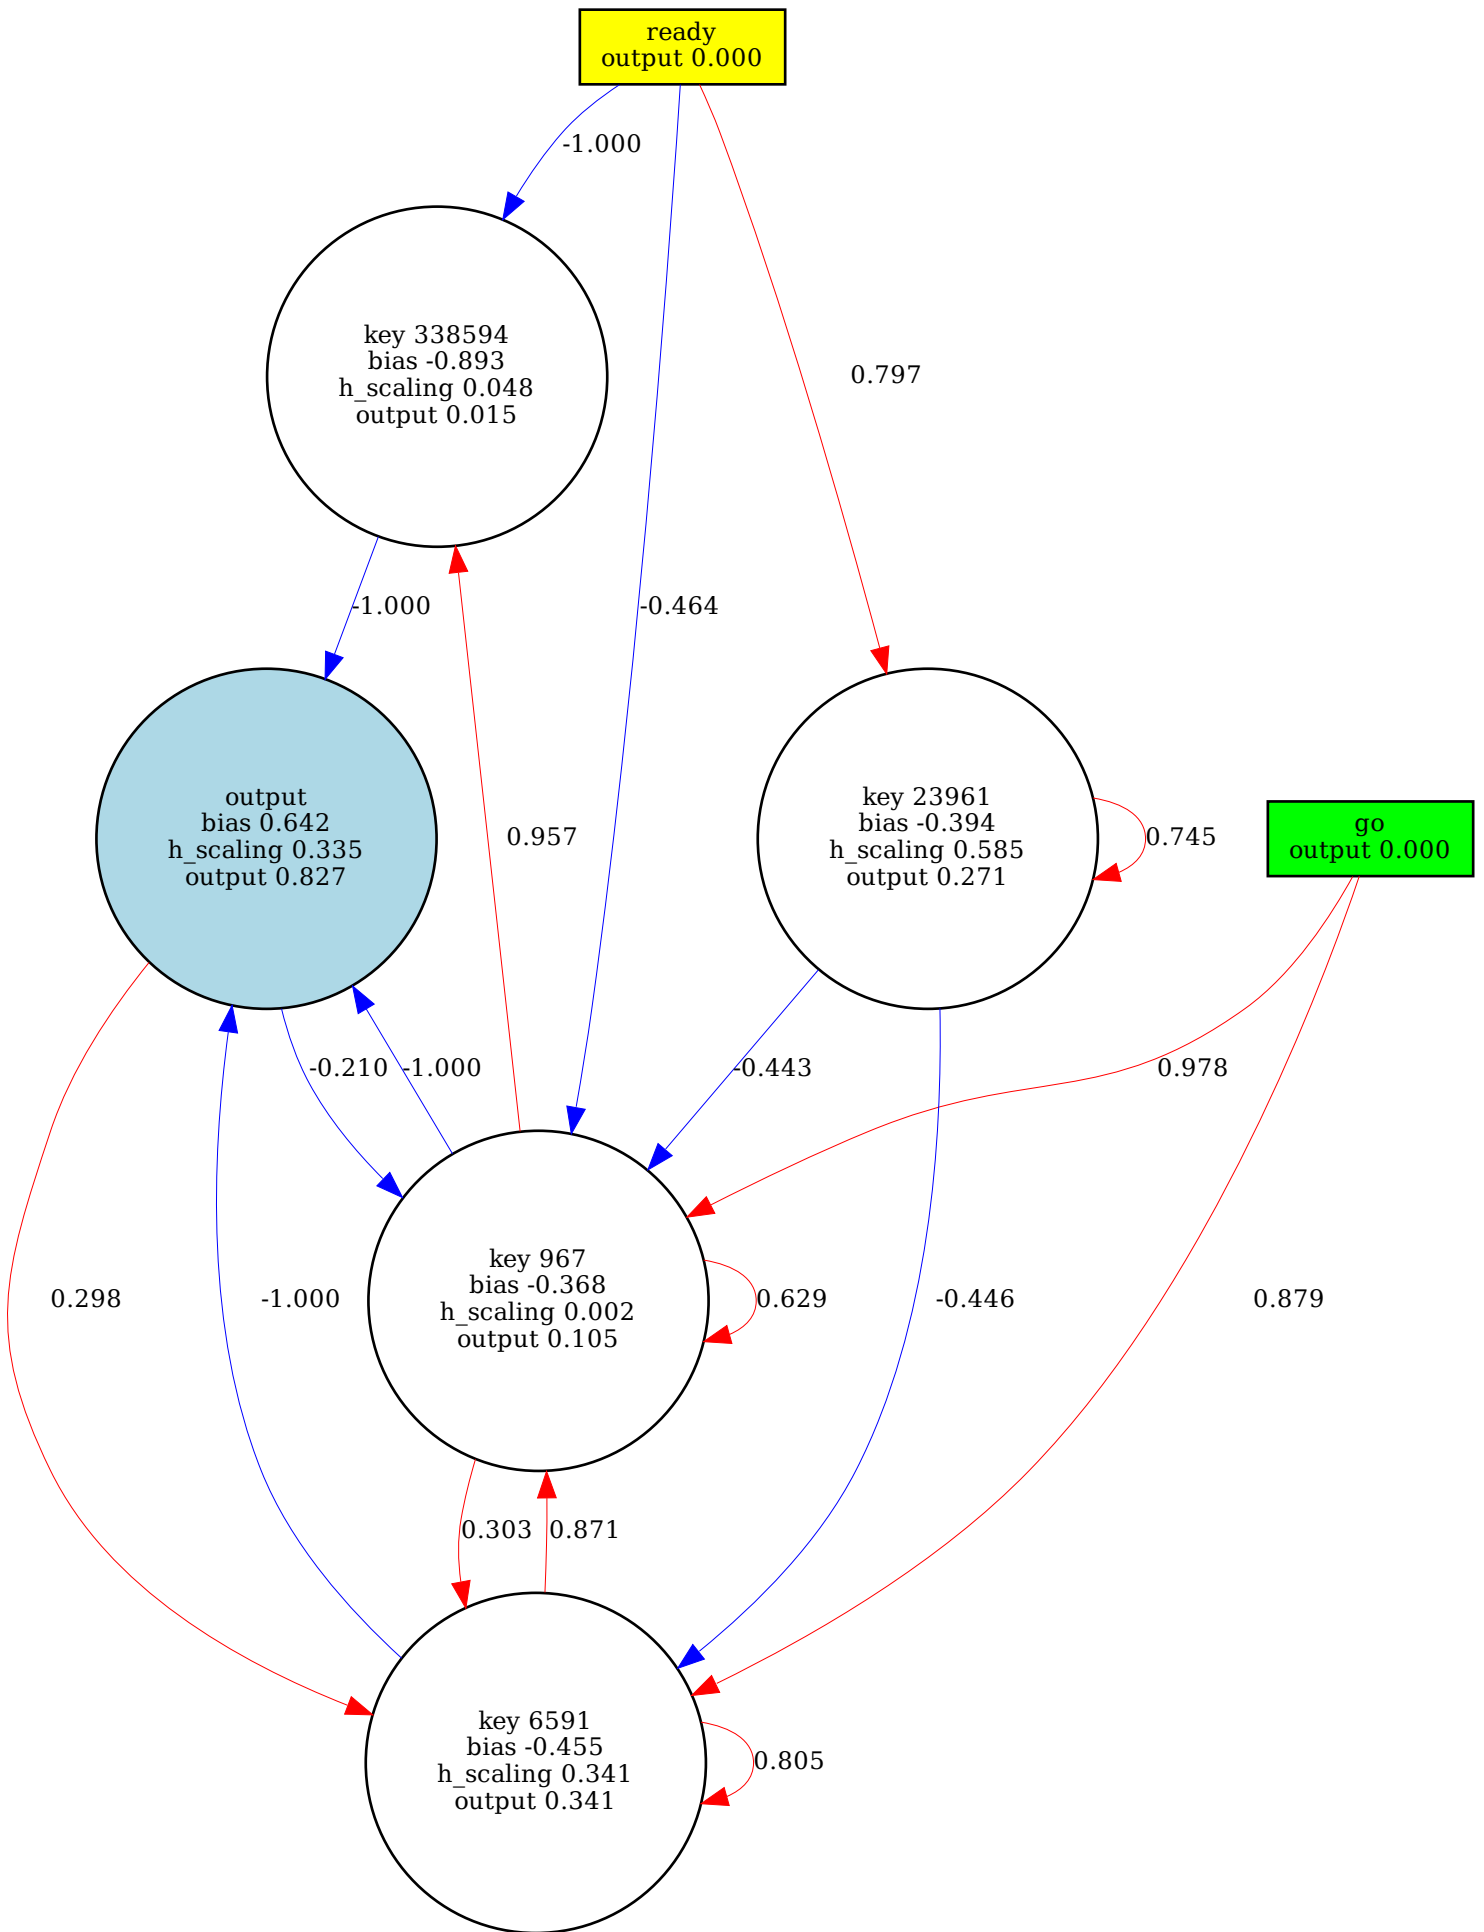 ready
output 0.000
-1.000
key 338594
bias -0.893
h_scaling 0.048
output 0.015
0.797
-1.000
-0.464
output
bias 0.642
h_scaling 0.335
output 0.827
0.957
key 23961
bias -0.394
h_scaling 0.585
output 0.271
0.745
go
output 0.000
-0.210
-1.000
-0.443
0.978
0.298
-1.000
key 967
bias -0.368
h_scaling 0.002
output 0.105
0.629
-0.446
0.879
0.303
0.871
key 6591
bias -0.455
h_scaling 0.341
output 0.341
0.805